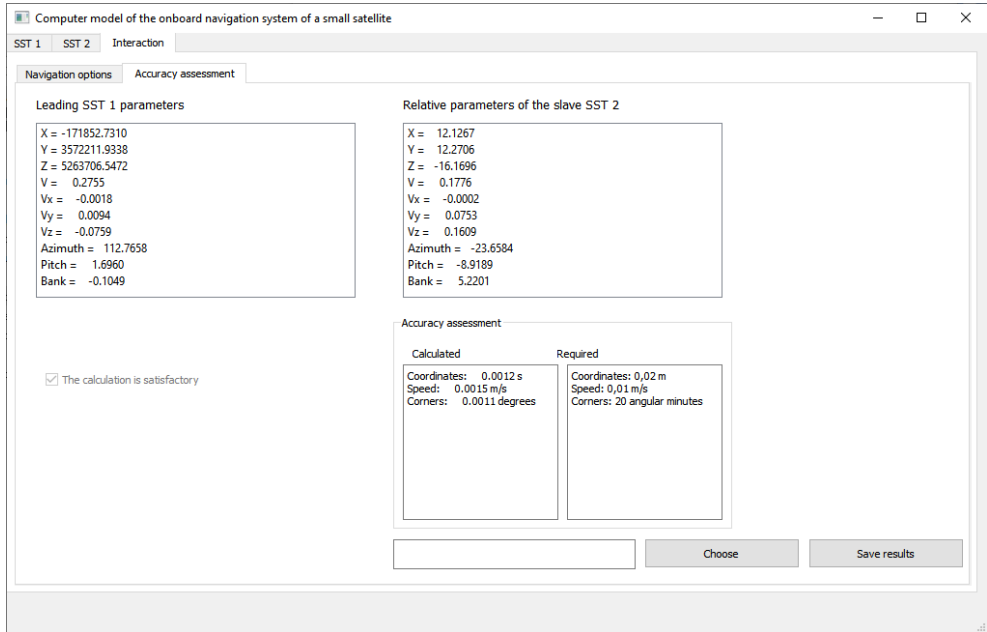 Computer model of the onboard navigation system of a small satellite
SST 1 SST 2 Interaction
Navigation options Accuracy assessment
Leading SST 1 parameters
X = -171852.7310
Y = 3572211.9338
Z = 5263706.5472
V = 0.2755
Vx = -0.0018
Vy = 0.0094
Vz = -0.0759
Azimuth = 112.7658
Pitch = 1.6960
Bank = -0.1049
Relative parameters of the slave SST 2
X = 12.1267
Y = 12.2706
Z = -16.1696
V = 0.1776
Vx = -0.0002
Vy = 0.0753
Vz = 0.1609
Azimuth = -23.6584
Pitch = -8.9189
Bank = 5.2201
The calculation is satisfactory
Accuracy assessment
Calculated
Coordinates: 0.0012 s
Speed: 0.0015 m/s
Corners: 0.0011 degrees
Required
Coordinates: 0,02 m
Speed: 0,01 m/s
Corners: 20 angular minutes
Choose
Save results